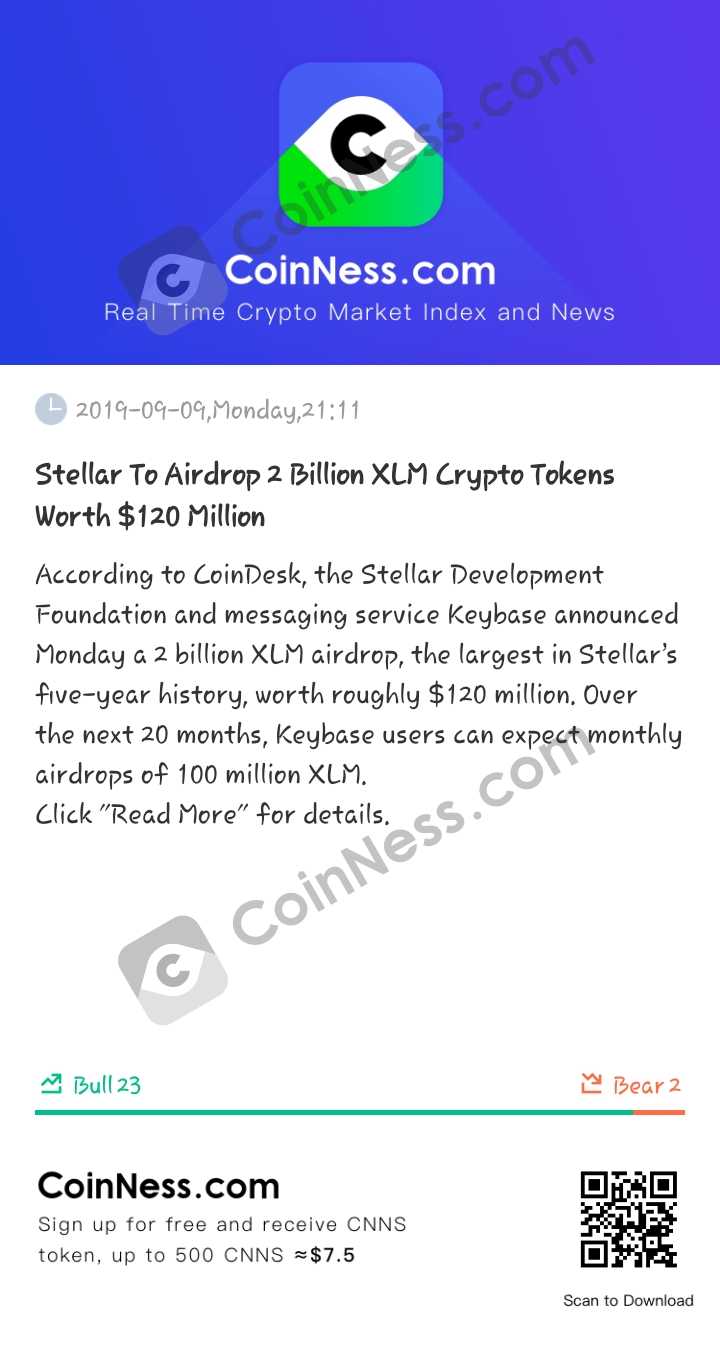 CoinNess.com
CoinNess.com
Real Time Crypto Market Index and News
2019-09-09,Monday,21:11
Stellar To Airdrop 2 Billion XLM Crypto Tokens
Worth $120 Million
According to CoinDesk, the Stellar Development
Foundation and messaging service Keybase announced
Monday a 2 billion XLM airdrop, the largest in Stellar's
five-year history, worth roughly $120 million. Over
the next 20 months, Keybase users can expect monthly
airdrops of 100 million XLM.
Click "Read More" for details.
CoinNess.com
Bull 23
Bear 2
CoinNess.com
Sign up for free and receive CNNS
token, up to 500 CNNS ≈$7.5
Scan to Download